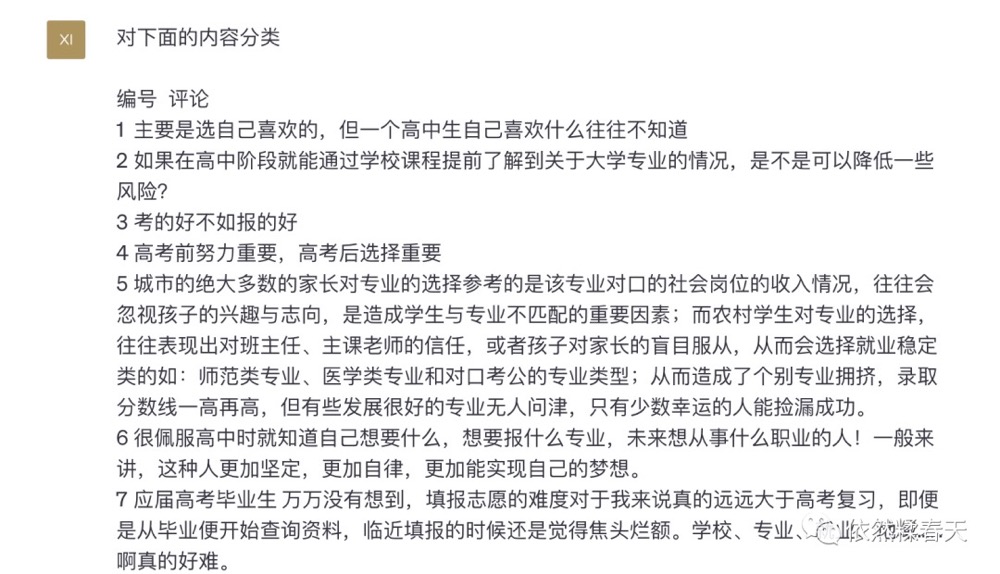 XI
对下面的内容分类
编号 评论
1 主要是选自己喜欢的，但一个高中生自己喜欢什么往往不知道
2 如果在高中阶段就能通过学校课程提前了解到关于大学专业的情况，是不是可以降低一些
风险？
3 考的好不如报的好
4 高考前努力重要，高考后选择重要
5 城市的绝大多数的家长对专业的选择参考的是该专业对口的社会岗位的收入情况，往往会
忽视孩子的兴趣与志向，是造成学生与专业不匹配的重要因素；而农村学生对专业的选择，
往往表现出对班主任、主课老师的信任，或者孩子对家长的盲目服从，从而会选择就业稳定
类的如：师范类专业、医学类专业和对口考公的专业类型；从而造成了个别专业拥挤，录取
分数线一高再高，但有些发展很好的专业无人问津，只有少数幸运的人能捡漏成功。
6 很佩服高中时就知道自己想要什么，想要报什么专业，未来想从事什么职业的人！一般来
讲，这种人更加坚定，更加自律，更加能实现自己的梦想。
7 应届高考毕业生 万万没有想到，填报志愿的难度对于我来说真的远远大于高考复习，即便
是从毕业便开始查询资料，临近填报的时候还是觉得焦头烂额。学校、专业、
依然糕春天
啊真的好难。